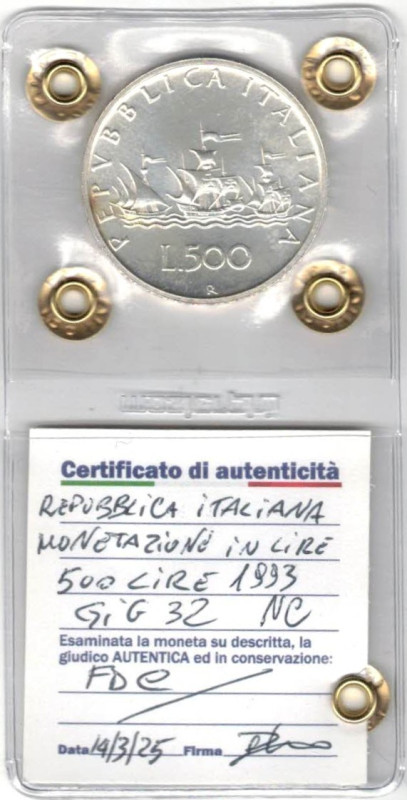 REPVBBLICA ITALIANA
L.500
R
Certificato di autenticità
REPUBBLICA ITALIANA
MONETAZIONE IN LIRE
500 LIRE 1993
GIG 32 NC
Esaminata la moneta su descritta, la
giudico AUTENTICA ed in conservazione:
FDC
Data 14/3/25 Firma